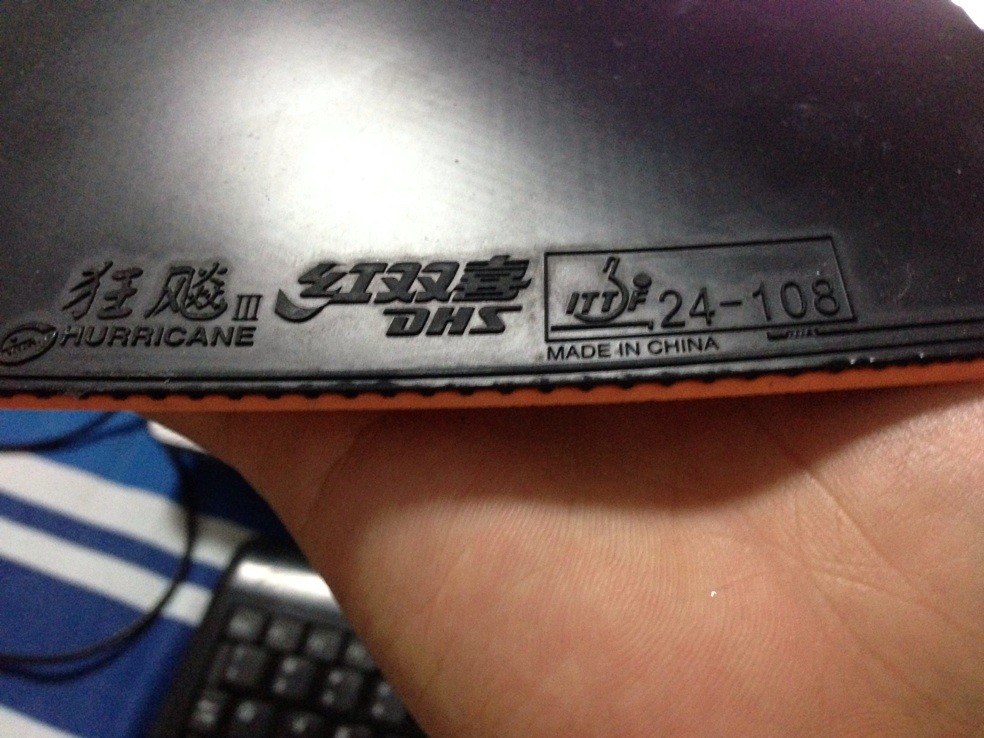 狂飚 III
HURRICANE
红双喜
DHS
ITTF 24-108
MADE IN CHINA